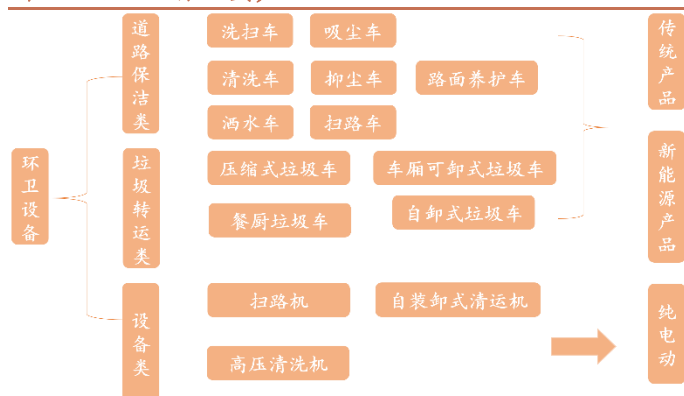 环卫设备
道路保洁类
洗扫车 吸尘车
清洗车 抑尘车 路面养护车
洒水车 扫路车
垃圾转运类
压缩式垃圾车 车厢可卸式垃圾车
餐厨垃圾车 自卸式垃圾车
设备类
扫路机 自装卸式清运机
高压清洗机
传统产品
新能源产品
纯电动